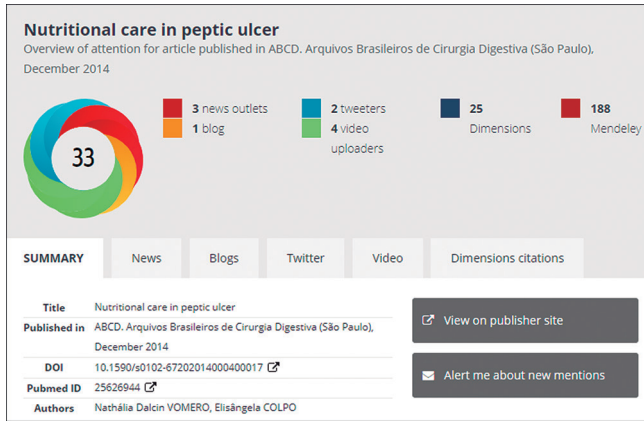 Nutritional care in peptic ulcer
Overview of attention for article published in ABCD. Arquivos Brasileiros de Cirurgia Digestiva (São Paulo),
December 2014
33
3 news outlets
1 blog
2 tweeters
4 video
uploaders
25
Dimensions
188
Mendeley
SUMMARY News Blogs Twitter Video Dimensions citations
Title Nutritional care in peptic ulcer
Published in ABCD. Arquivos Brasileiros de Cirurgia Digestiva (São Paulo),
December 2014
DOI 10.1590/s0102-67202014000400017
Pubmed ID 25626944
Authors Nathália Dalcin VOMERO, Elisângela COLPO
View on publisher site
Alert me about new mentions